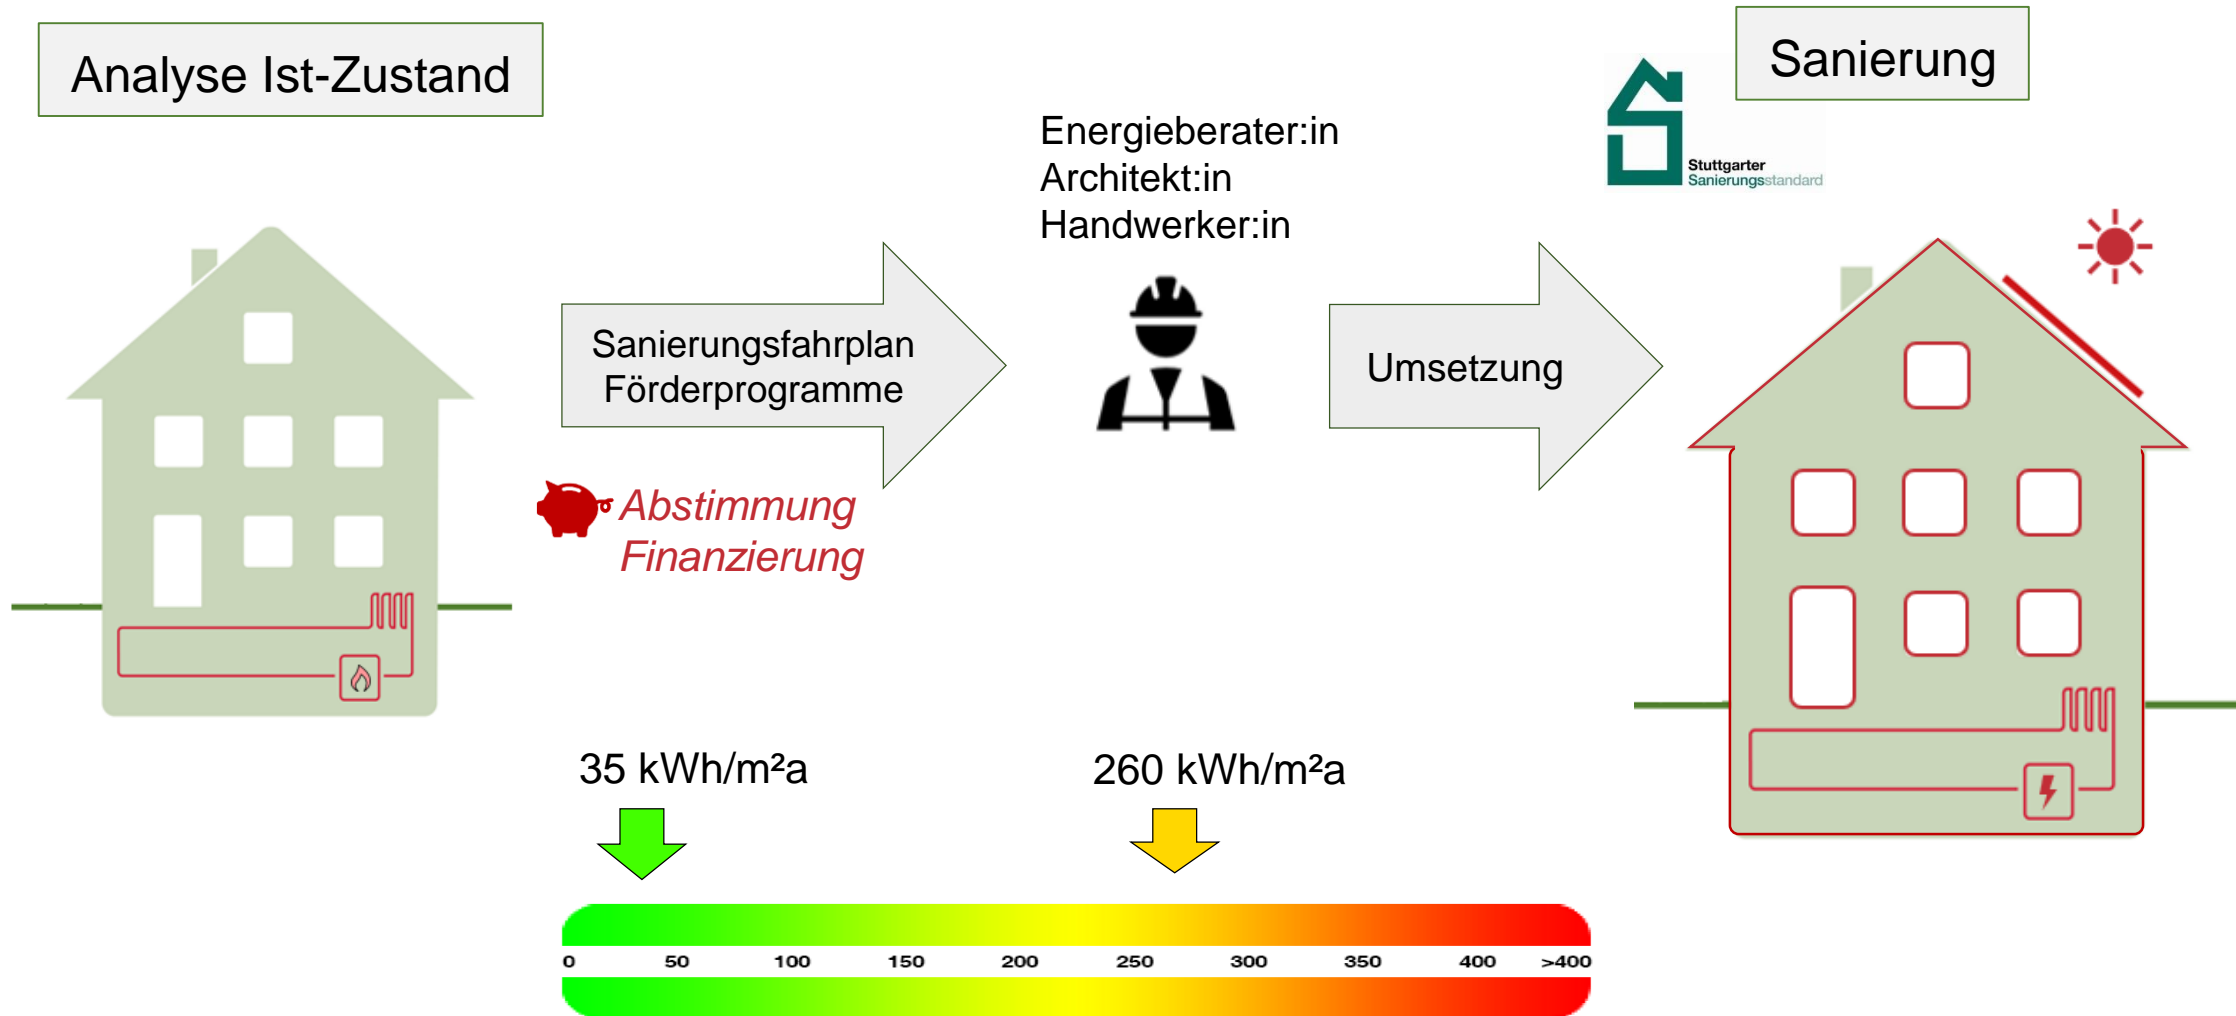 Analyse Ist-Zustand
Sanierung
Stuttgarter
Sanierungsstandard
Energieberater:in
Architekt:in
Handwerker:in
Sanierungsfahrplan
Förderprogramme
Umsetzung
Abstimmung
Finanzierung
35 kWh/m²a
260 kWh/m²a
0 50 100 150 200 250 300 350 400 >400